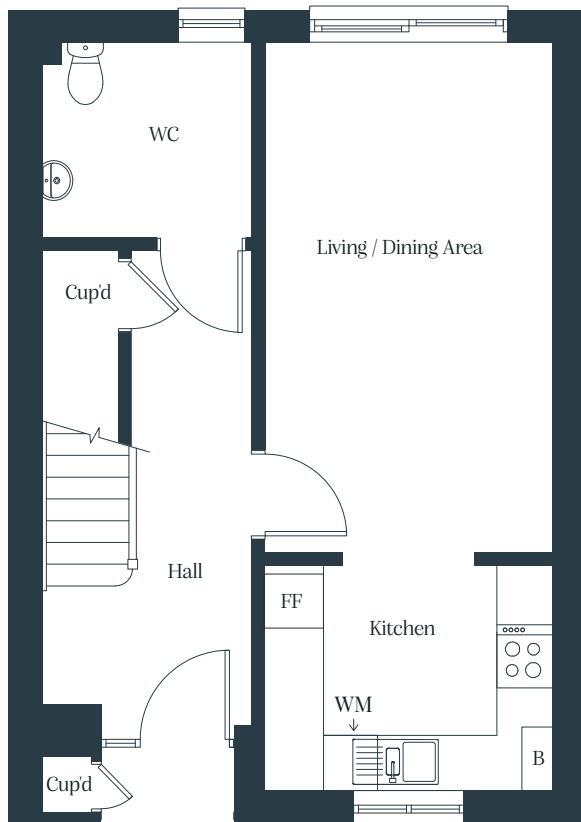 WC
Living / Dining Area
Cup'd
Hall
FF
Kitchen
WM
B
Cup'd